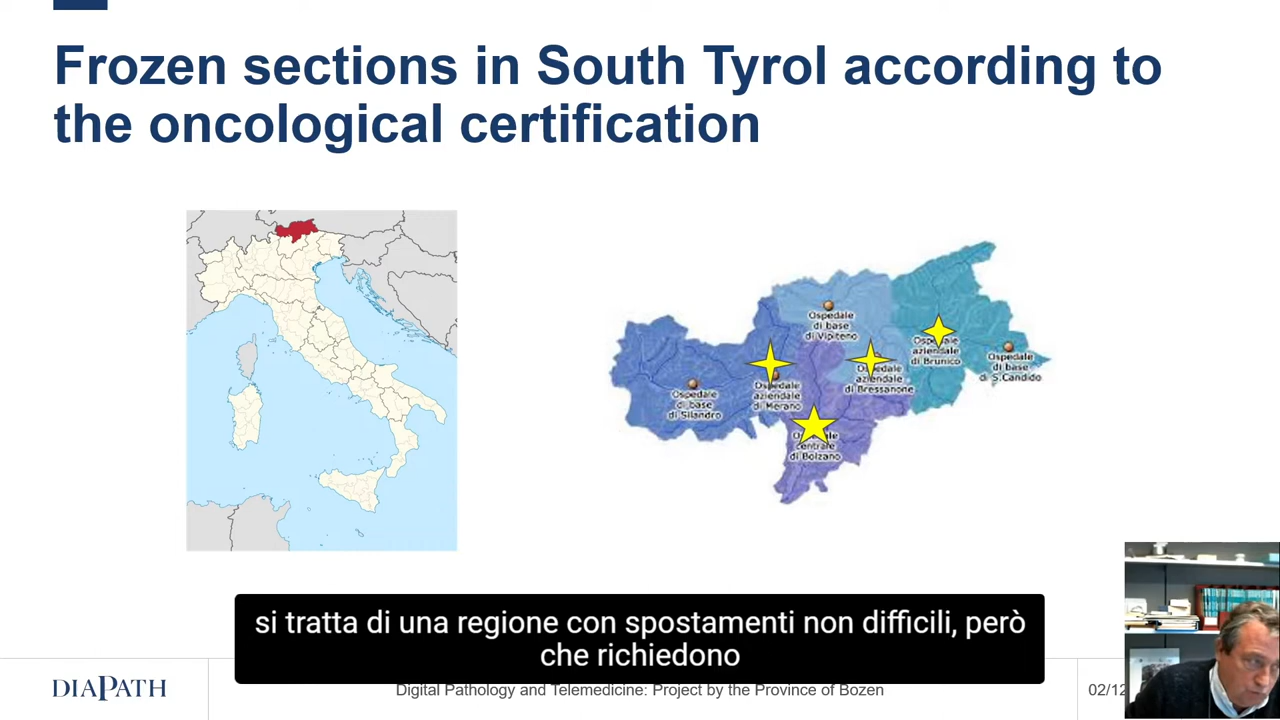 Frozen sections in South Tyrol according to
the oncological certification
Ospedale
di base
di Vipiteno
aziendale
di Brunico
Ospedale
di base
di S.Candido
Ospedale
aziendale
di Merano
aziendale
di Bressanone
Ospedale
di base
di Silandro
centrale
di Bolzano
si tratta di una regione con spostamenti non difficili, però
che richiedono
DIAPATH
Digital Pathology and Telemedicine: Project by the Province of Bozen
02/12